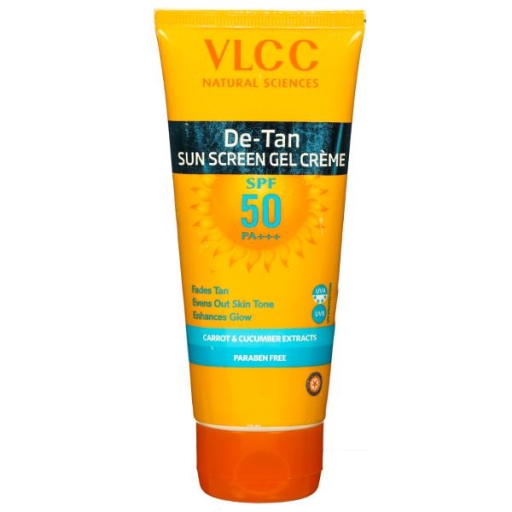 VLCC
NATURAL SCIENCES
De-Tan
SUN SCREEN GEL CRÈME
SPF
50
PA+++
Fades Tan
Evens Out Skin Tone
Enhances Glow
UVA
UVB
CARROT & CUCUMBER EXTRACTS
PARABEN FREE